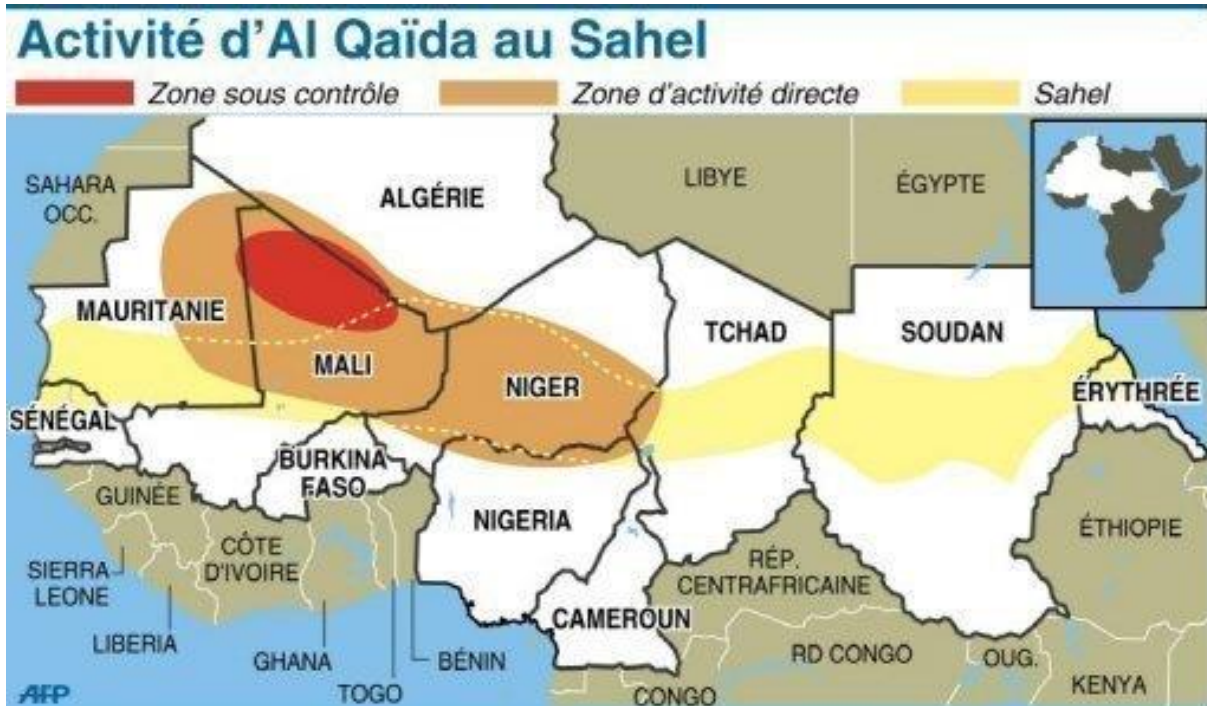 Activité d'Al Qaïda au Sahel
Zone sous contrôle
Zone d'activité directe
Sahel
SAHARA
OCC.
ALGÉRIE
LIBYE
ÉGYPTE
MAURITANIE
MALI
NIGER
TCHAD
SOUDAN
ÉRYTHRÉE
SÉNÉGAL
BURKINA
FASO
GUINÉE
NIGERIA
ÉTHIOPIE
SIERRA
LEONE
CÔTE
D'IVOIRE
RÉP.
CENTRAFRICAINE
CAMEROUN
LIBERIA
GHANA
TOGO
BÉNIN
CONGO
RD CONGO
OUG.
KENYA
AFP